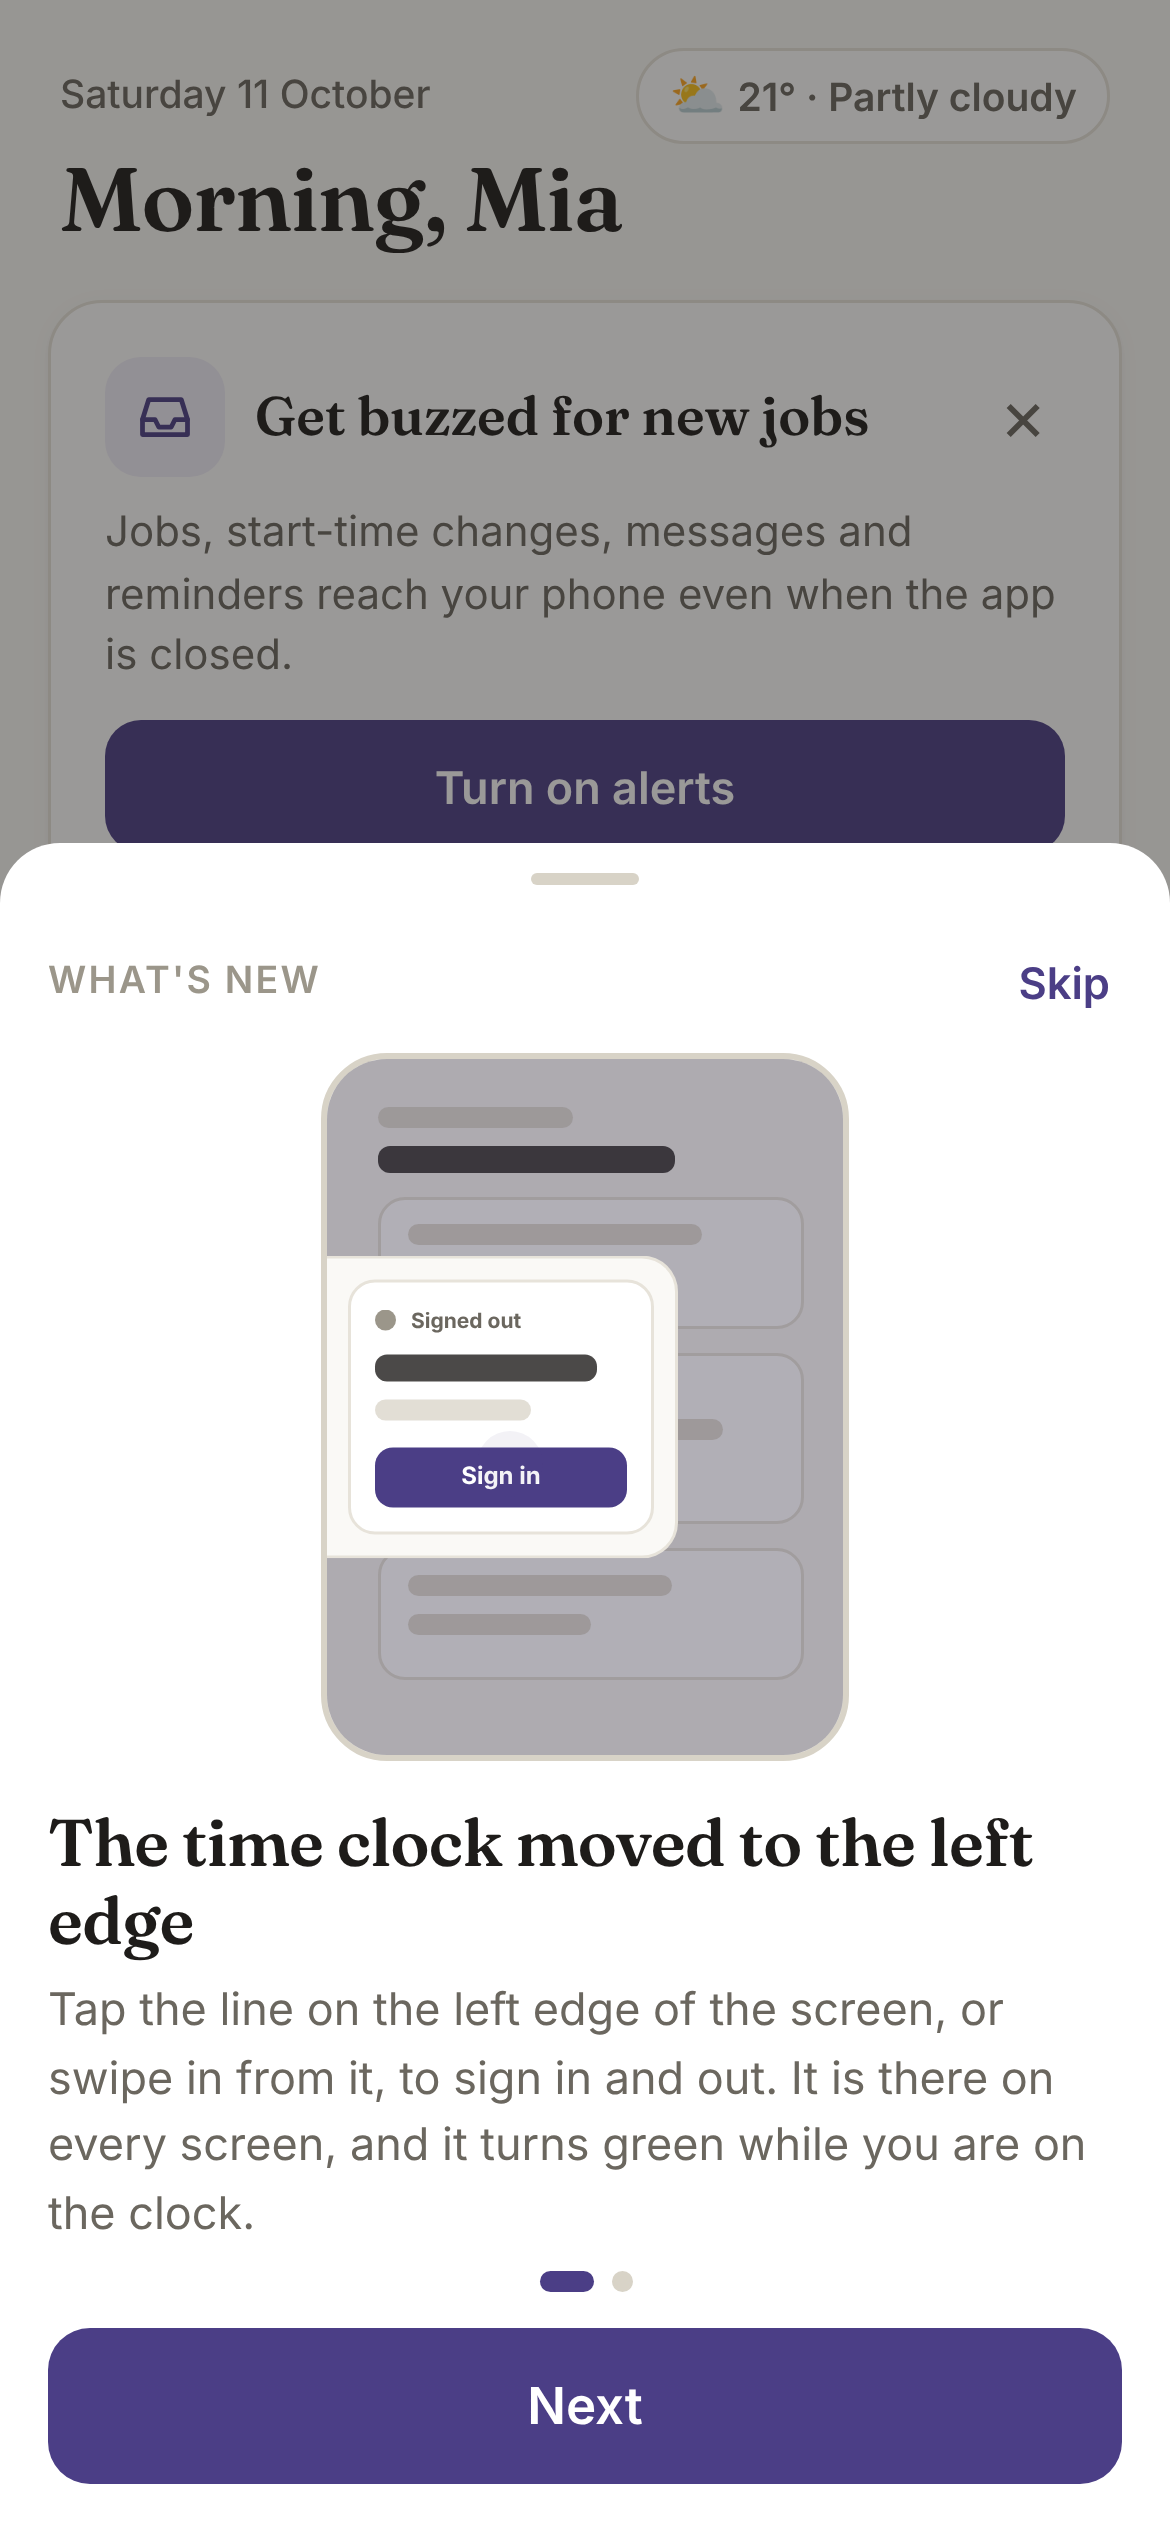 Saturday 11 October
21° · Partly cloudy
Morning, Mia
Get buzzed for new jobs
Jobs, start-time changes, messages and
reminders reach your phone even when the app
is closed.
Turn on alerts
WHAT'S NEW
Skip
Signed out
Sign in
The time clock moved to the left
edge
Tap the line on the left edge of the screen, or
swipe in from it, to sign in and out. It is there on
every screen, and it turns green while you are on
the clock.
Next